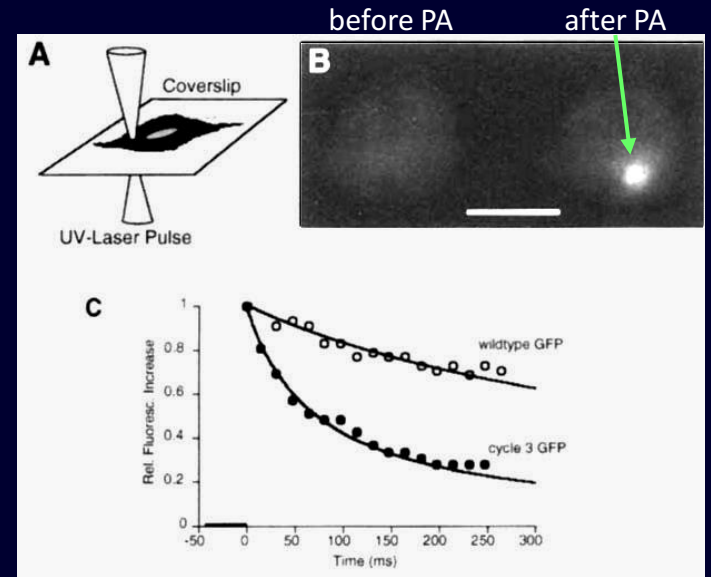 before PA after PA
A
Coverslip
UV-Laser Pulse
B
C
Rel. Fluoresc. Increase
1
0.8
0.6
0.4
0.2
0
wildtype GFP
cycle 3 GFP
-50 0 50 100 150 200 250 300
Time (ms)